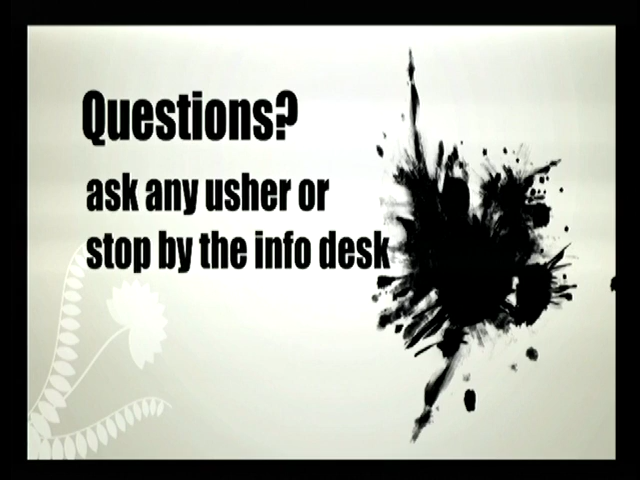 Questions?
ask any usher or
stop by the info desk